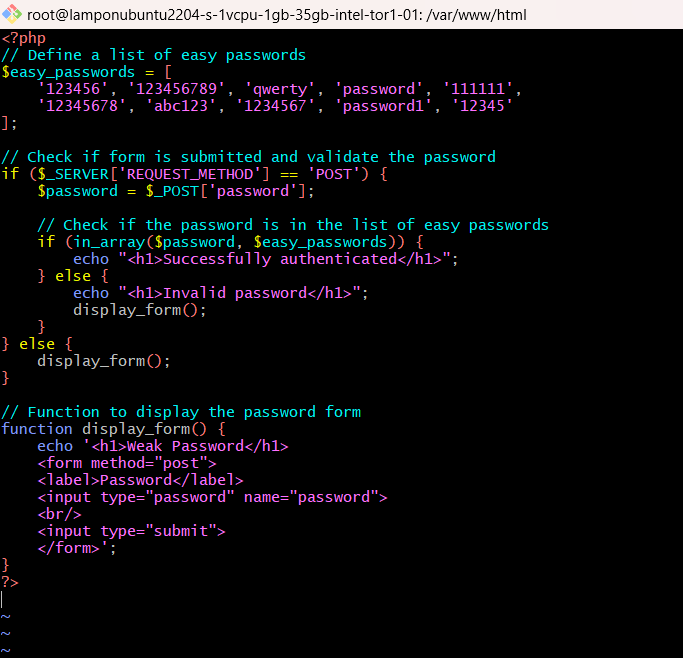 root@lamponubuntu2204-s-1vcpu-1gb-35gb-intel-tor1-01: /var/www/html
<?php
// Define a list of easy passwords
$easy_passwords = [
    '123456', '123456789', 'qwerty', 'password', '111111',
    '12345678', 'abc123', '1234567', 'password1', '12345'
];

// Check if form is submitted and validate the password
if ($_SERVER['REQUEST_METHOD'] == 'POST') {
    $password = $_POST['password'];

    // Check if the password is in the list of easy passwords
    if (in_array($password, $easy_passwords)) {
        echo "<h1>Successfully authenticated</h1>";
    } else {
        echo "<h1>Invalid password</h1>";
        display_form();
    }
} else {
    display_form();
}

// Function to display the password form
function display_form() {
    echo '<h1>Weak Password</h1>
    <form method="post">
    <label>Password</label>
    <input type="password" name="password">
    <br/>
    <input type="submit">
    </form>';
}
?>

~
~
~